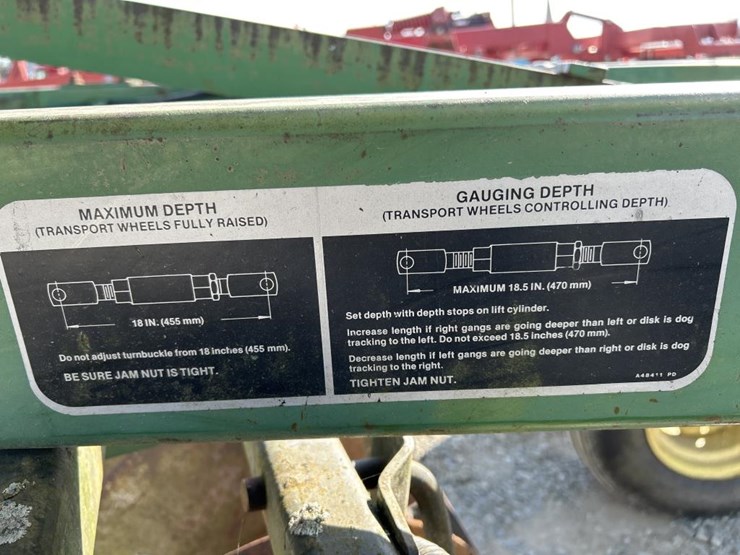 MAXIMUM DEPTH
(TRANSPORT WHEELS FULLY RAISED)
18 IN. (455 mm)
Do not adjust turnbuckle from 18 inches (455 mm).
BE SURE JAM NUT IS TIGHT.
GAUGING DEPTH
(TRANSPORT WHEELS CONTROLLING DEPTH)
MAXIMUM 18.5 IN. (470 mm)
Set depth with depth stops on lift cylinder.
Increase length if right gangs are going deeper than left or disk is dog
tracking to the left. Do not exceed 18.5 inches (470 mm).
Decrease length if left gangs are going deeper than right or disk is dog
tracking to the right.
TIGHTEN JAM NUT.
A48411 PD